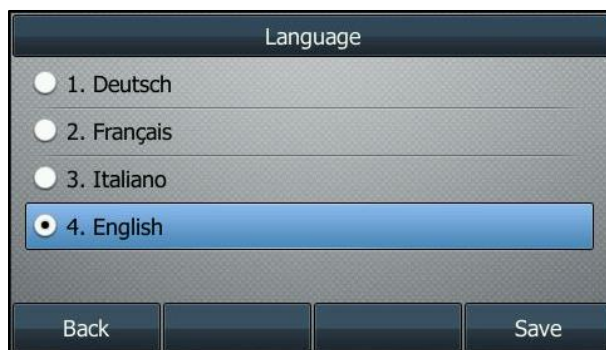 Language
1. Deutsch
2. Français
3. Italiano
4. English
Back Save